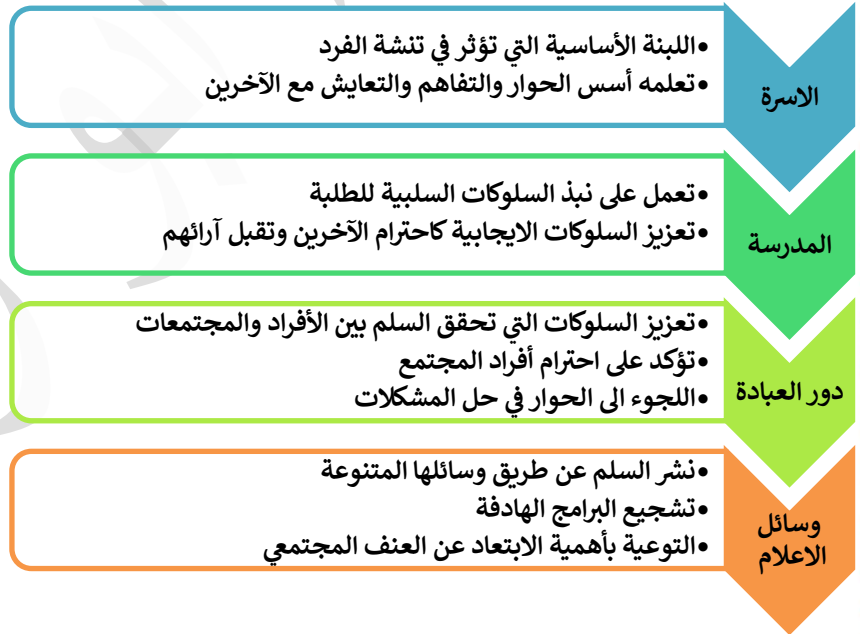 الاسرة
•اللبنة الأساسية التي تؤثر في تنشة الفرد
•تعلمه أسس الحوار والتفاهم والتعايش مع الآخرين
المدرسة
•تعمل على نبذ السلوكات السلبية للطلبة
•تعزيز السلوكات الايجابية كاحترام الآخرين وتقبل آرائهم
دور العبادة
•تعزيز السلوكات التي تحقق السلم بين الأفراد والمجتمعات
•تؤكد على احترام أفراد المجتمع
•اللجوء الى الحوار في حل المشكلات
وسائل
الاعلام
•نشر السلم عن طريق وسائلها المتنوعة
•تشجيع البرامج الهادفة
•التوعية بأهمية الابتعاد عن العنف المجتمعي